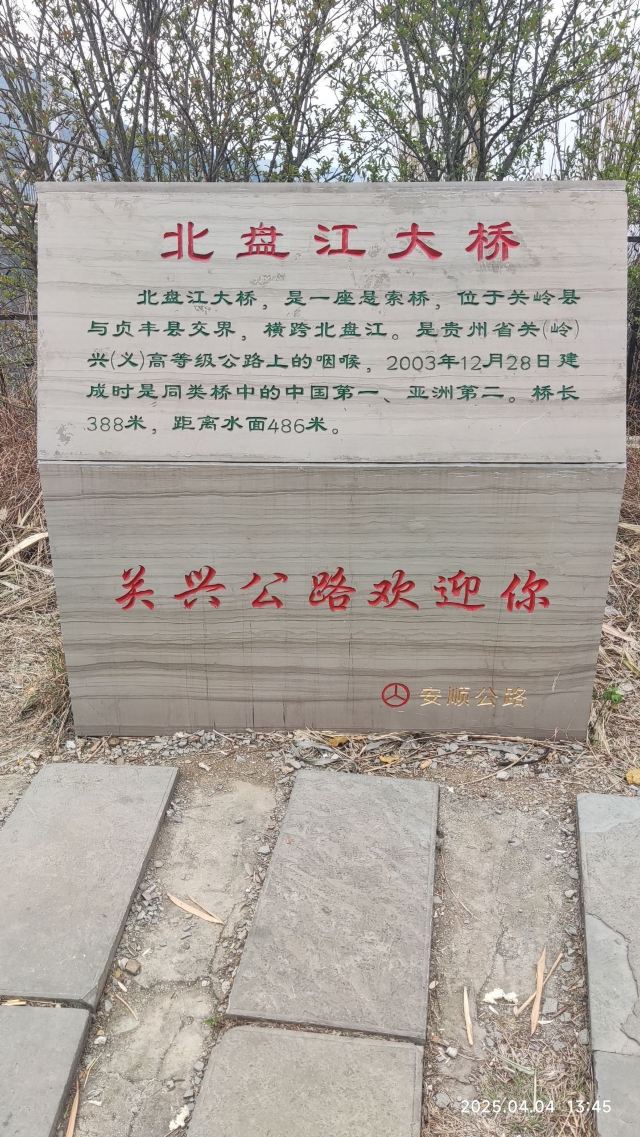 北盘江大桥
北盘江大桥，是一座悬索桥，位于关岭县
与贞丰县交界，横跨北盘江。是贵州省关(岭)
兴(义)高等级公路上的咽喉，2003年12月28日建
成时是同类桥中的中国第一、亚洲第二。桥长
388米，距离水面486米。
关兴公路欢迎你
安顺公路
2025.04.04 13:45